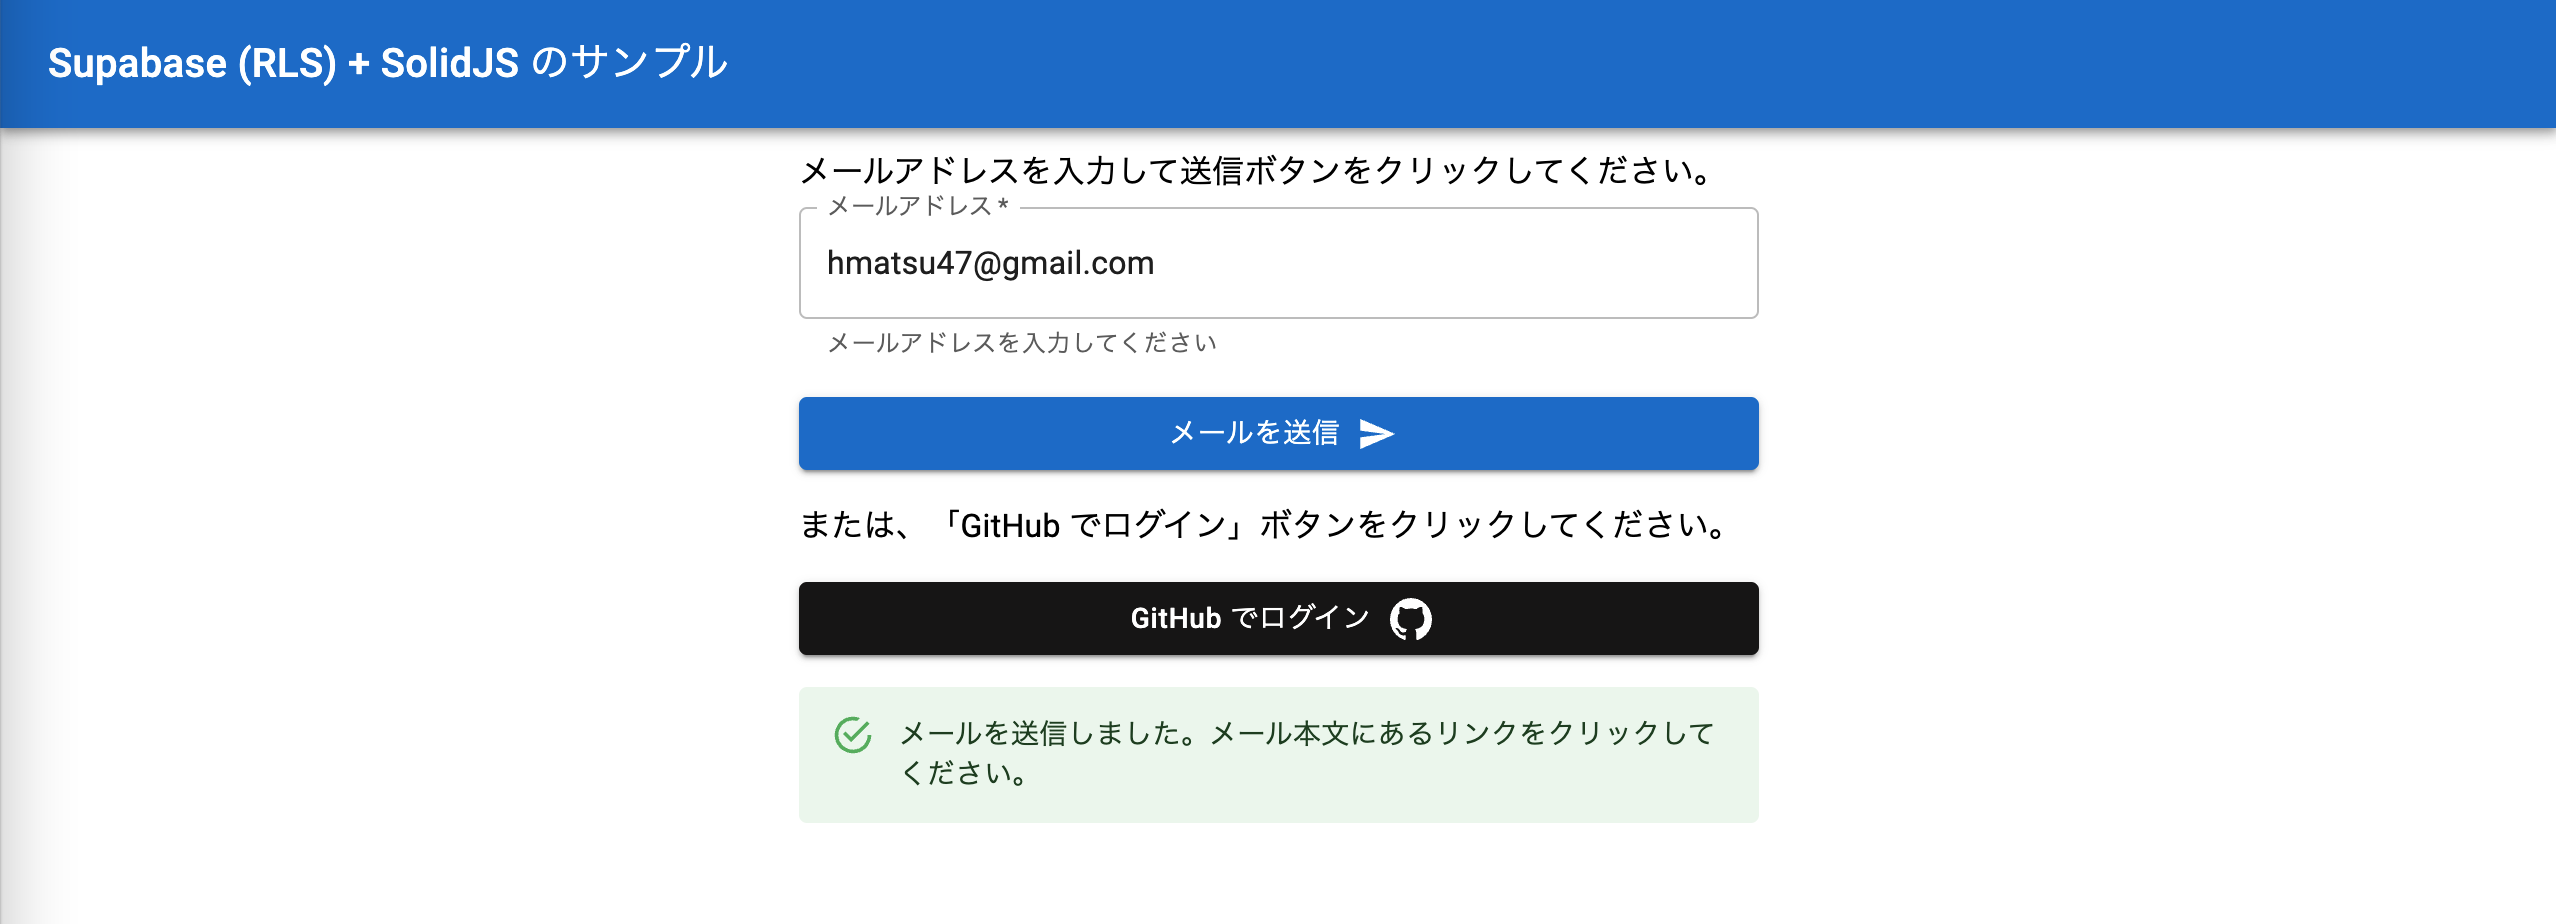 Supabase (RLS) + SolidJS のサンプル
メールアドレスを入力して送信ボタンをクリックしてください。
メールアドレス *
hmatsu47@gmail.com
メールアドレスを入力してください
メールを送信
または、「GitHub でログイン」ボタンをクリックしてください。
GitHub でログイン
メールを送信しました。メール本文にあるリンクをクリックして
ください。